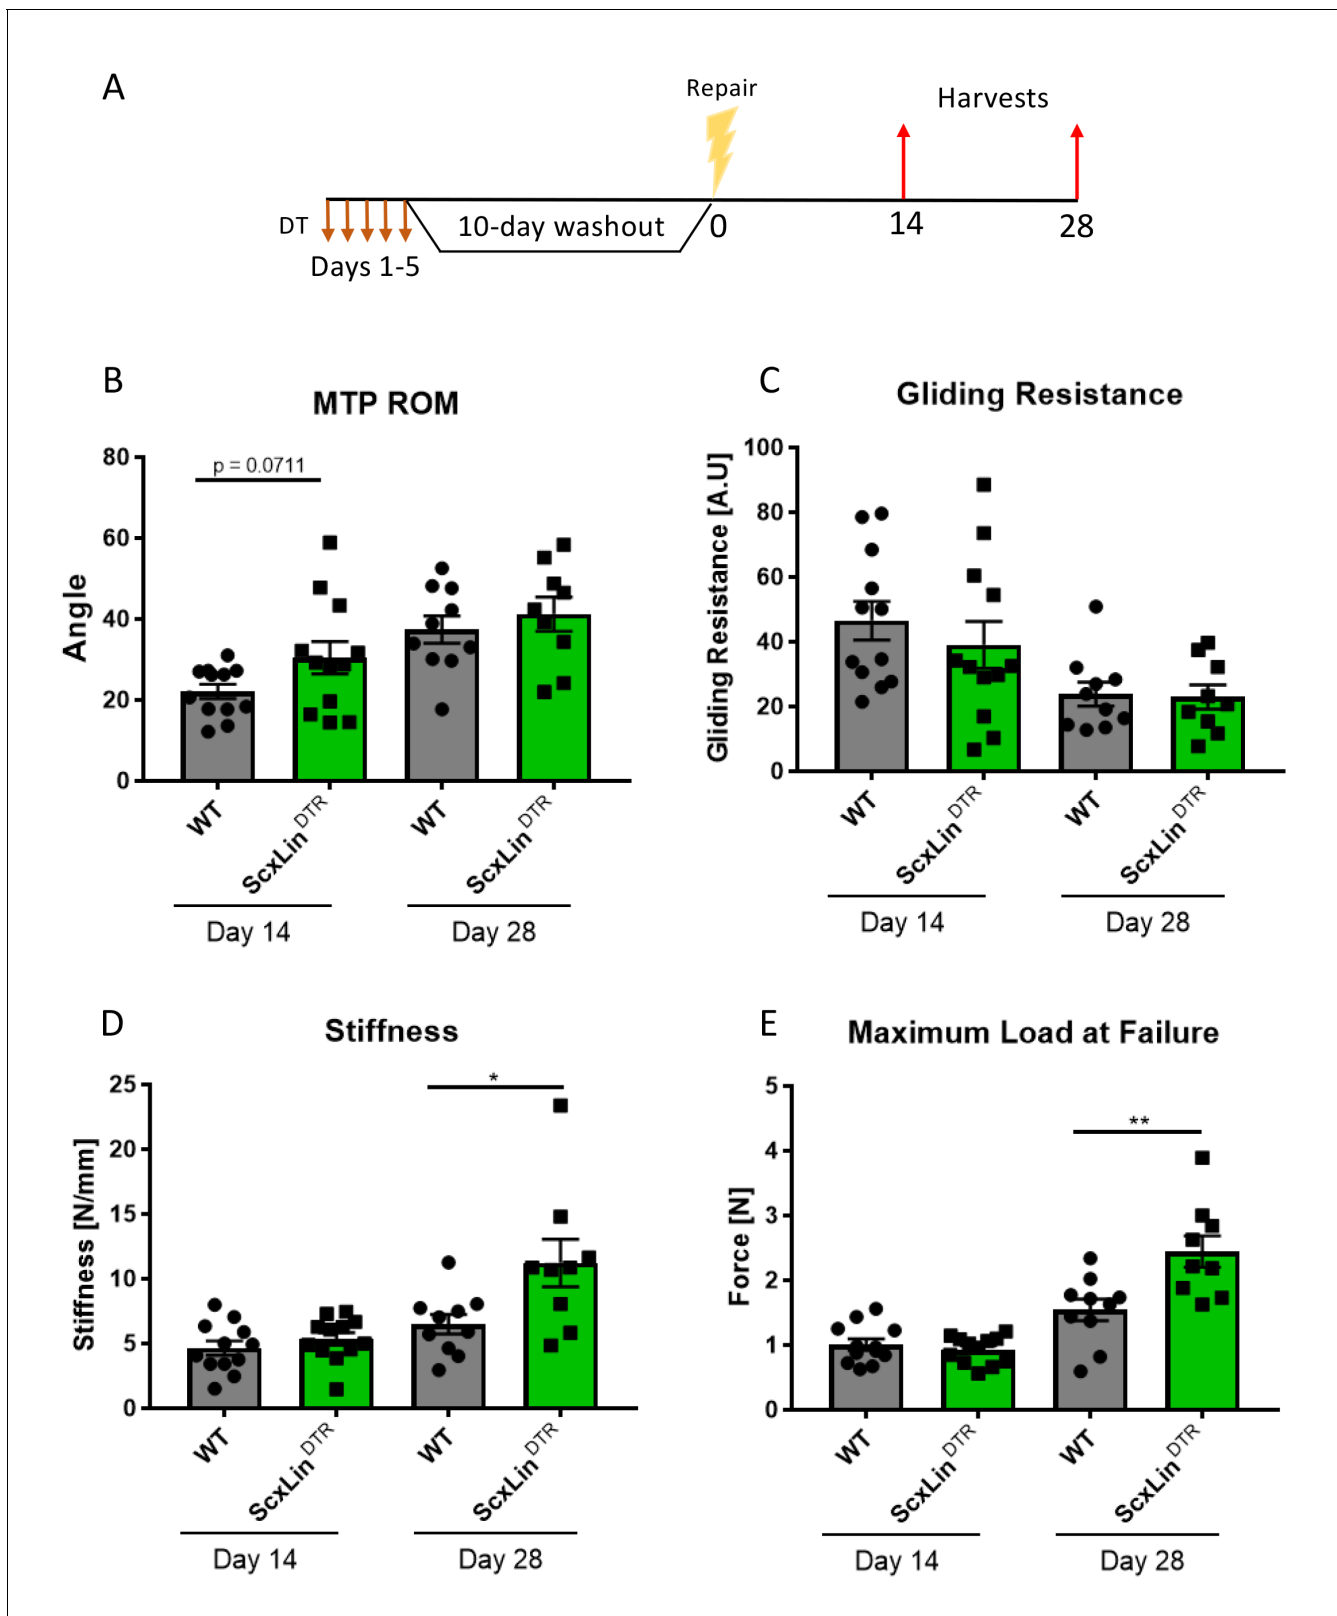 A
Repair
Harvests
DT
10-day washout
0
14
28
Days 1-5
B
MTP ROM
80
60
40
20
0
Angle
p = 0.0711
WT
ScxLin^DTR
WT
ScxLin^DTR
Day 14
Day 28
C
Gliding Resistance
100
80
60
40
20
0
Gliding Resistance [A.U]
WT
ScxLin^DTR
WT
ScxLin^DTR
Day 14
Day 28
D
Stiffness
25
20
15
10
5
0
Stiffness [N/mm]
*
WT
ScxLin^DTR
WT
ScxLin^DTR
Day 14
Day 28
E
Maximum Load at Failure
5
4
3
2
1
0
Force [N]
**
WT
ScxLin^DTR
WT
ScxLin^DTR
Day 14
Day 28